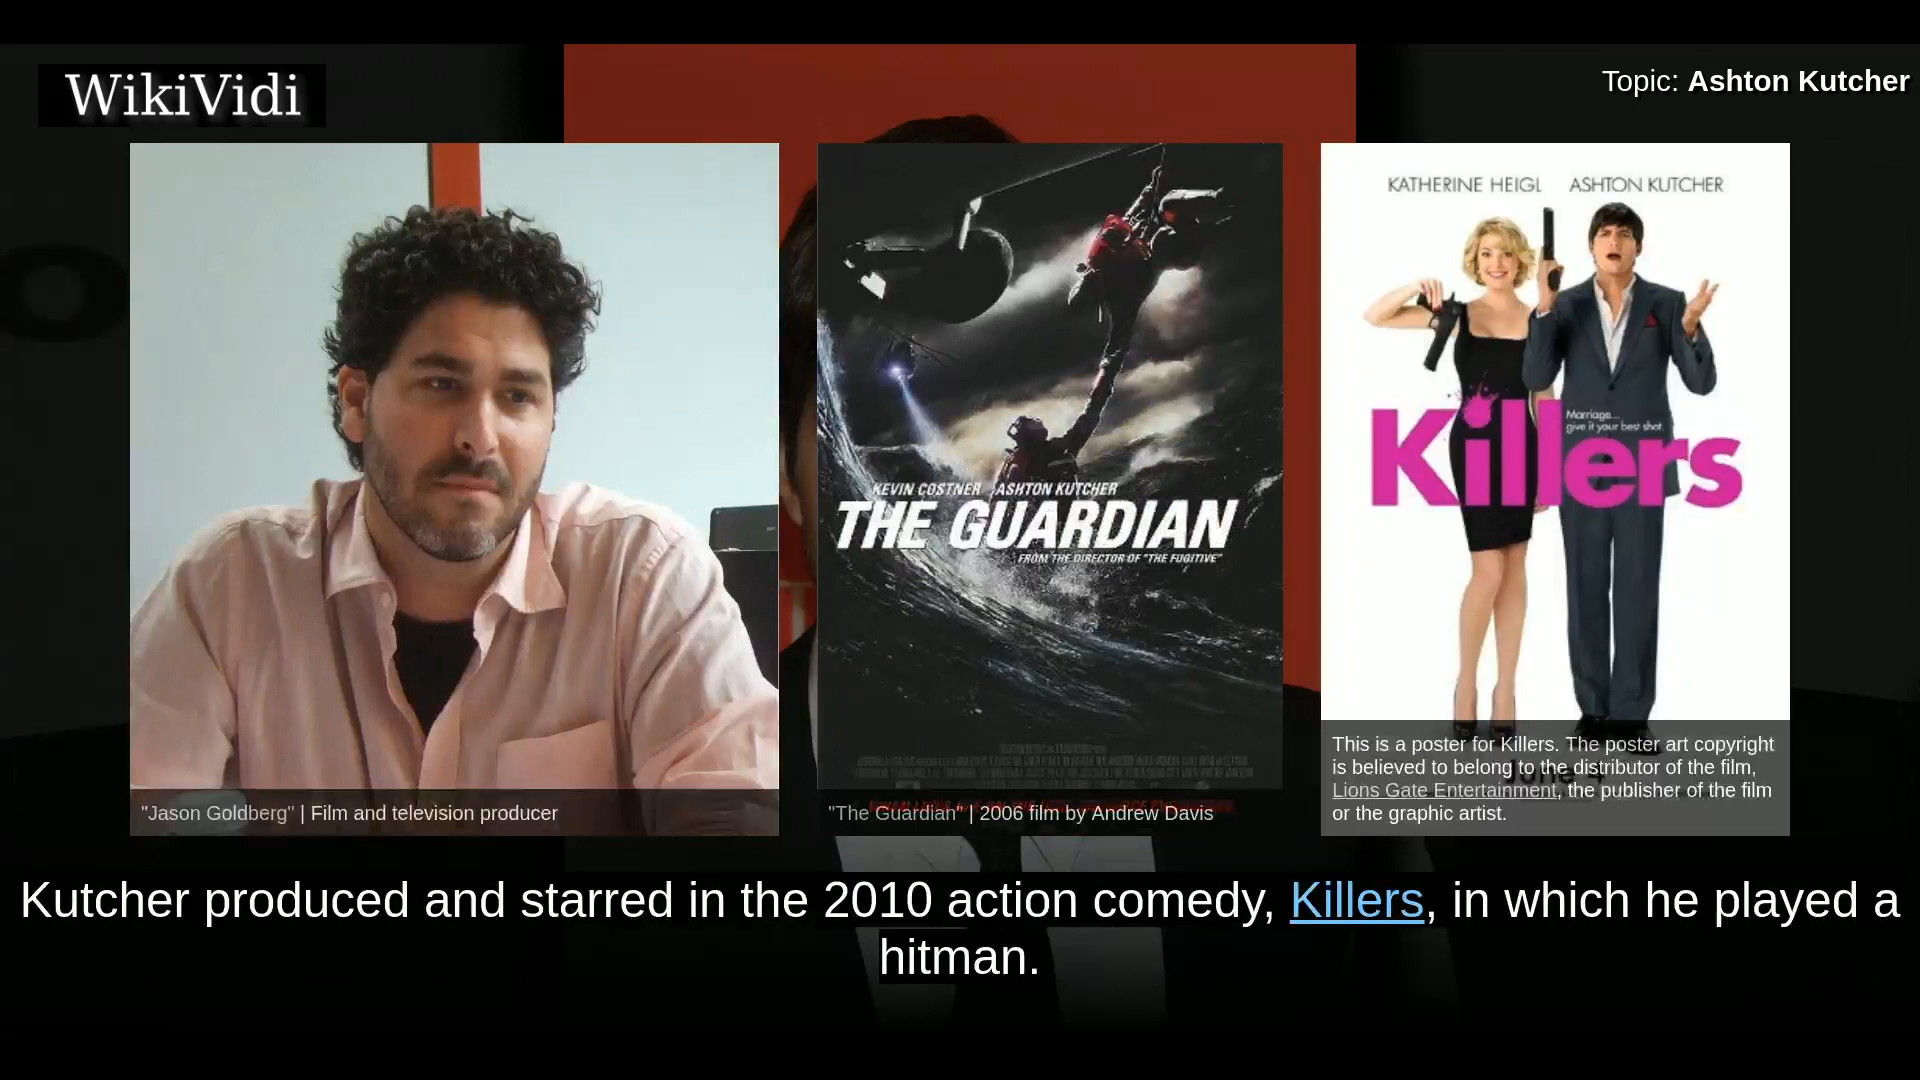 WikiVidi
Topic: Ashton Kutcher
KATHERINE HEIGL ASHTON KUTCHER
Marriage...
give it your best shot.
Killers
KEVIN COSTNER ASHTON KUTCHER
THE GUARDIAN
FROM THE DIRECTOR OF "THE FUGITIVE"
June 4
"Jason Goldberg" | Film and television producer
"The Guardian" | 2006 film by Andrew Davis
This is a poster for Killers. The poster art copyright
is believed to belong to the distributor of the film,
Lions Gate Entertainment, the publisher of the film
or the graphic artist.
Kutcher produced and starred in the 2010 action comedy, Killers, in which he played a
hitman.